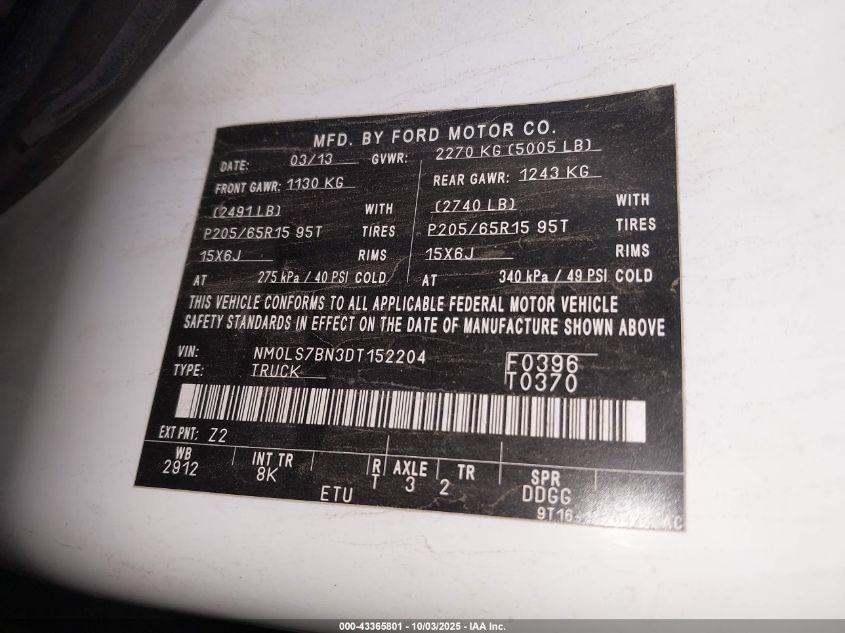 MFD. BY FORD MOTOR CO.
DATE: 03/13 GVWR: 2270 KG (5005 LB)
FRONT GAWR: 1130 KG REAR GAWR: 1243 KG
(2491 LB) WITH (2740 LB) WITH
P205/65R15 95T TIRES P205/65R15 95T TIRES
15X6J RIMS 15X6J RIMS
AT 275 kPa / 40 PSI COLD AT 340 kPa / 49 PSI COLD
THIS VEHICLE CONFORMS TO ALL APPLICABLE FEDERAL MOTOR VEHICLE
SAFETY STANDARDS IN EFFECT ON THE DATE OF MANUFACTURE SHOWN ABOVE
VIN: NM0LS7BN3DT152204 F0396
TYPE: TRUCK T0370
EXT PNT: Z2
WB INT TR RT AXLE TR SPR
2912 8K 3 2 DDGG
ETU 9T16- AC
000-43365801 - 10/03/2025 - IAA Inc.